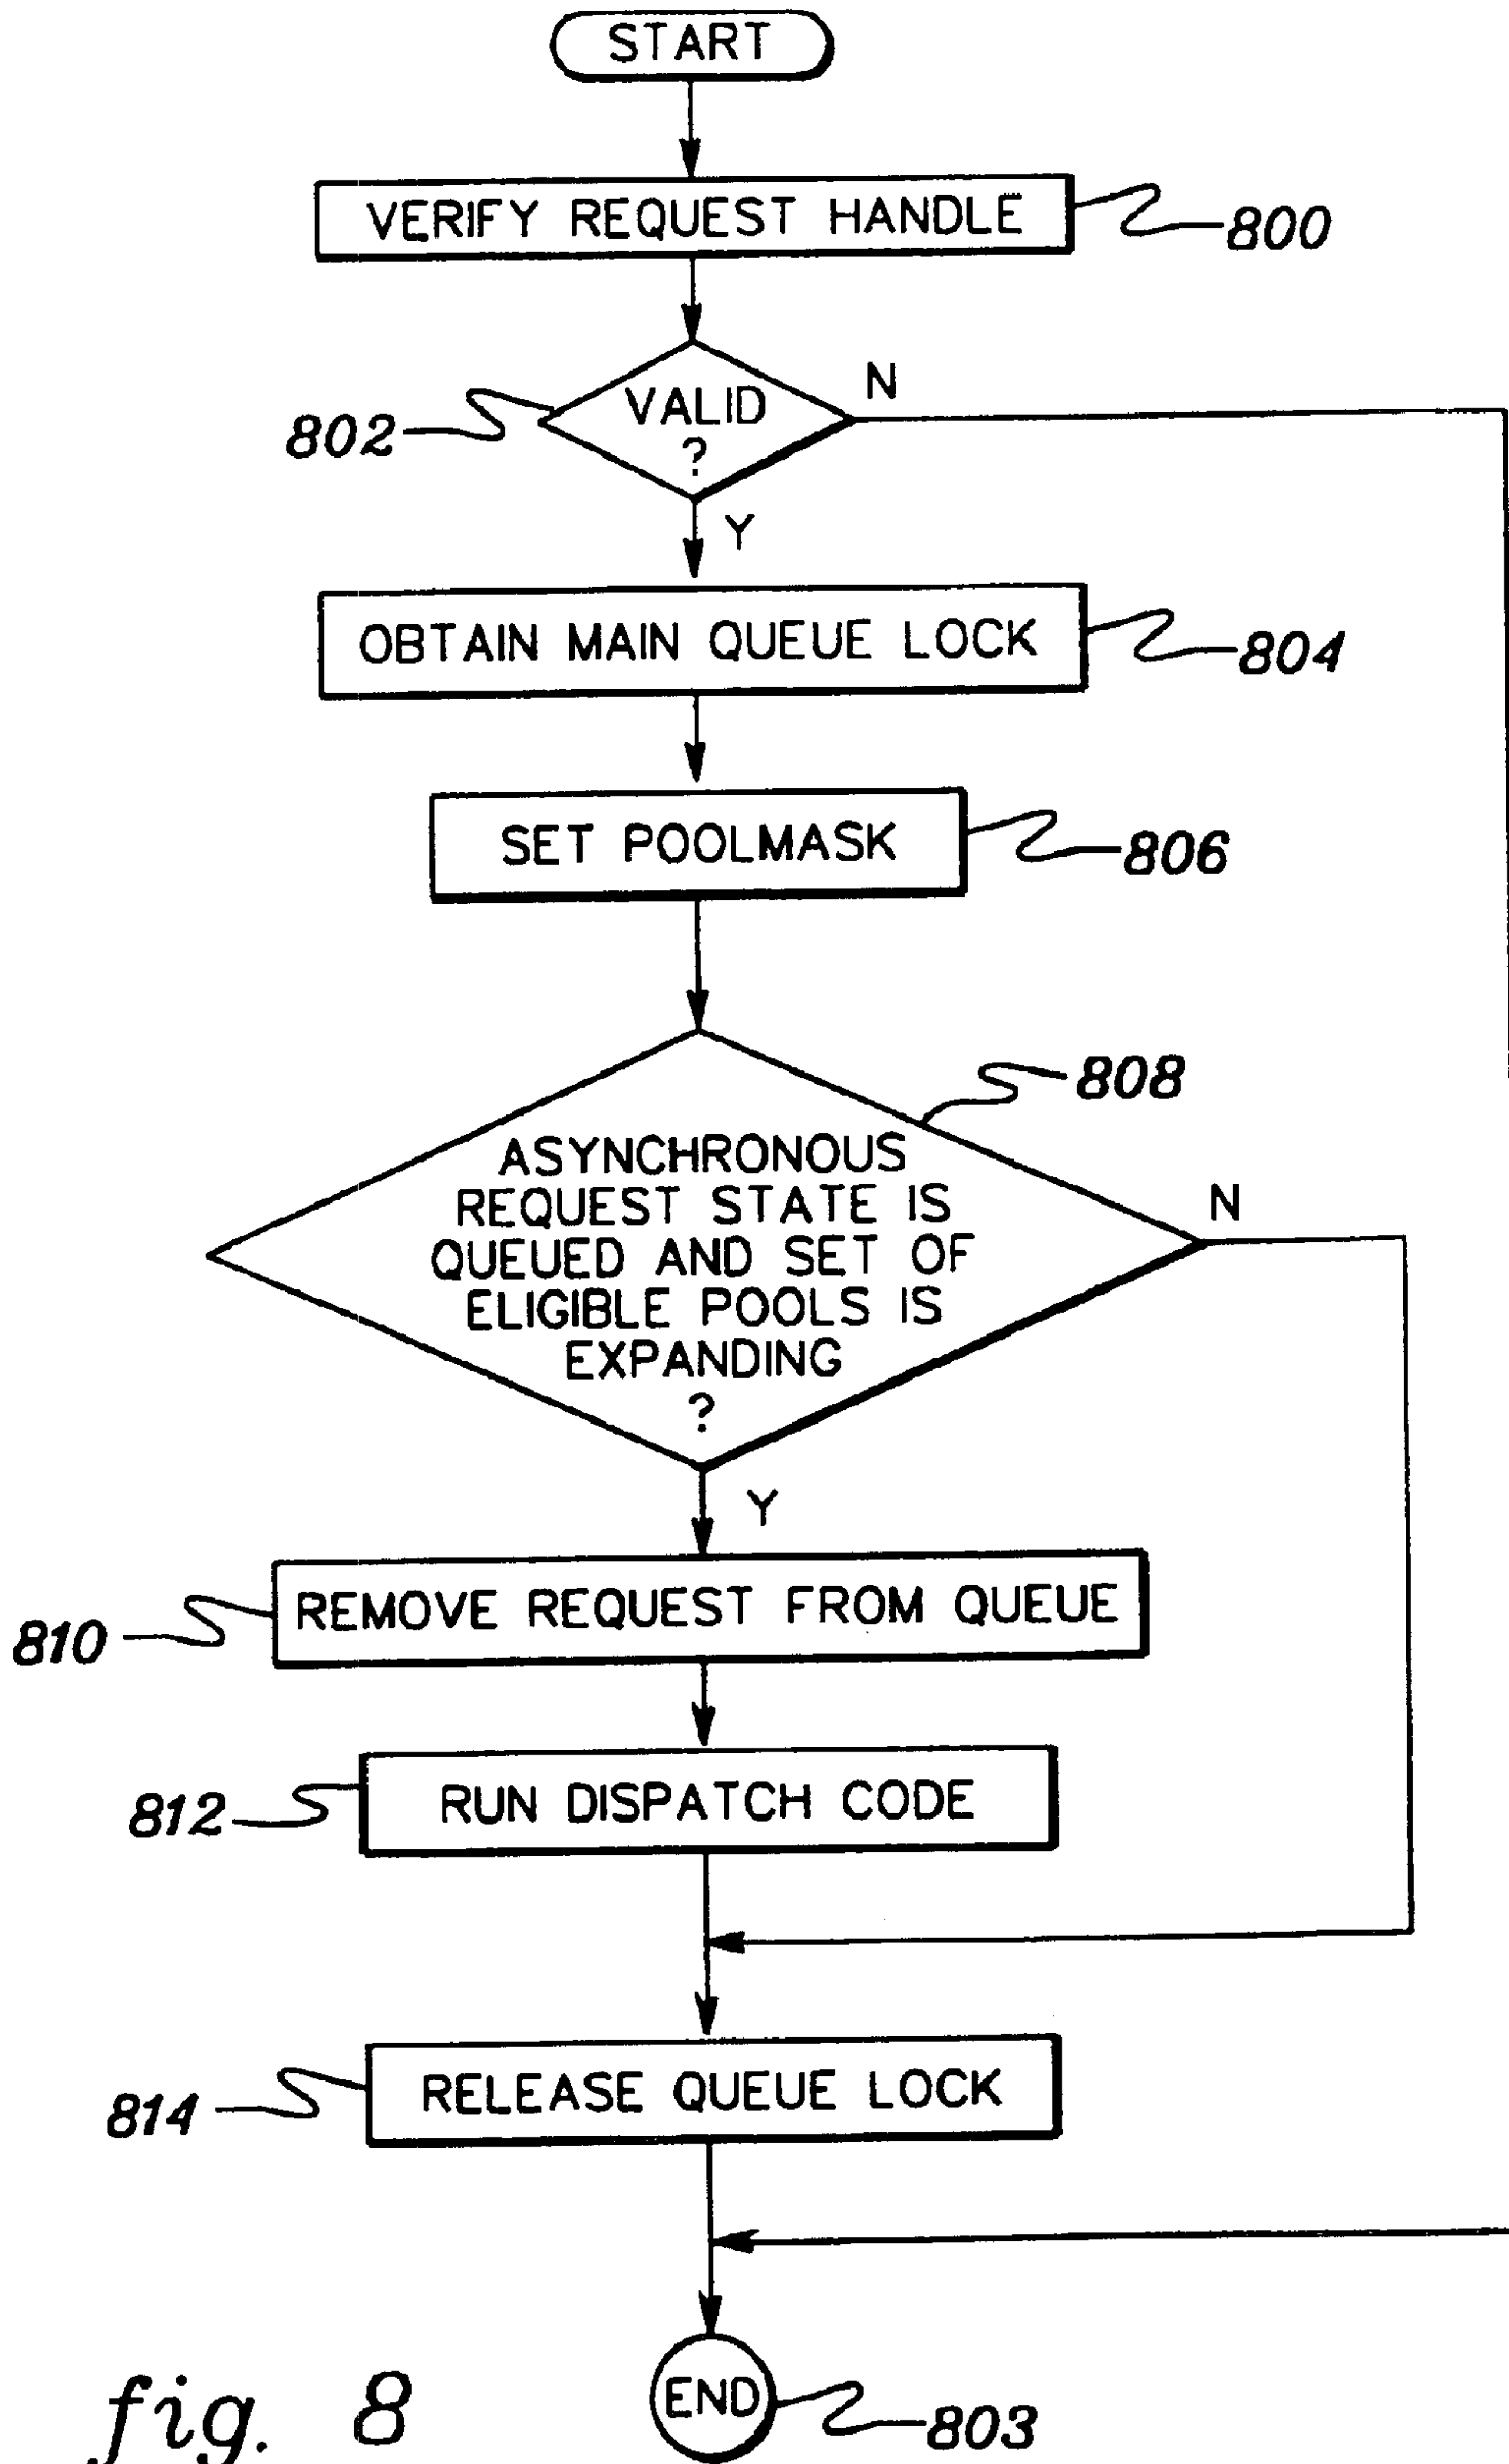 START
VERIFY REQUEST HANDLE
800
VALID
?
N
802
Y
OBTAIN MAIN QUEUE LOCK
804
SET POOLMASK
806
808
ASYNCHRONOUS
REQUEST STATE IS
QUEUED AND SET OF
ELIGIBLE POOLS IS
EXPANDING
?
N
Y
REMOVE REQUEST FROM QUEUE
810
RUN DISPATCH CODE
812
RELEASE QUEUE LOCK
814
END
803
fig. 8